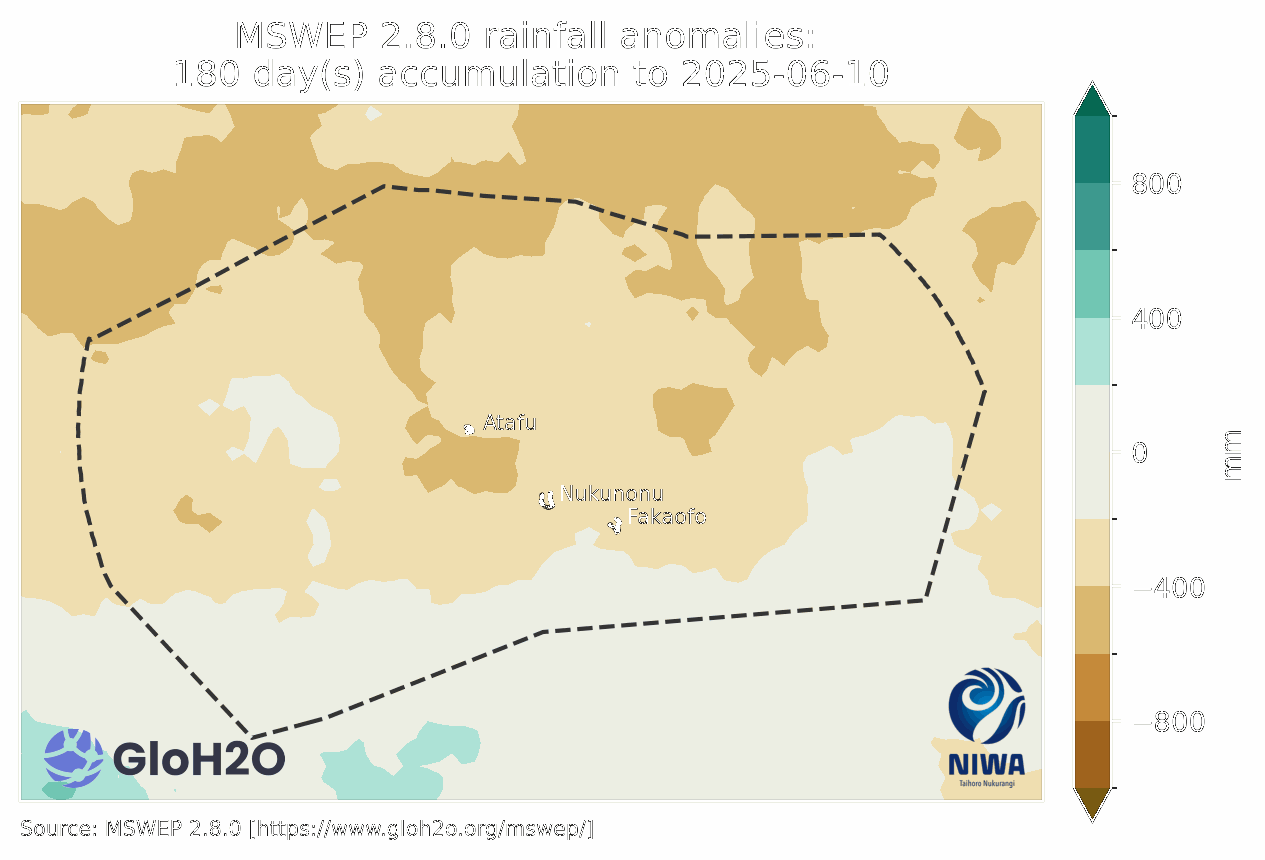 MSWEP 2.8.0 rainfall anomalies:
180 day(s) accumulation to 2025-06-10
800
400
0
−400
−800
mm
Atafu
Nukunonu
Fakaofo
GloH2O
NIWA
Taihoro Nukurangi
Source: MSWEP 2.8.0 [https://www.gloh2o.org/mswep/]